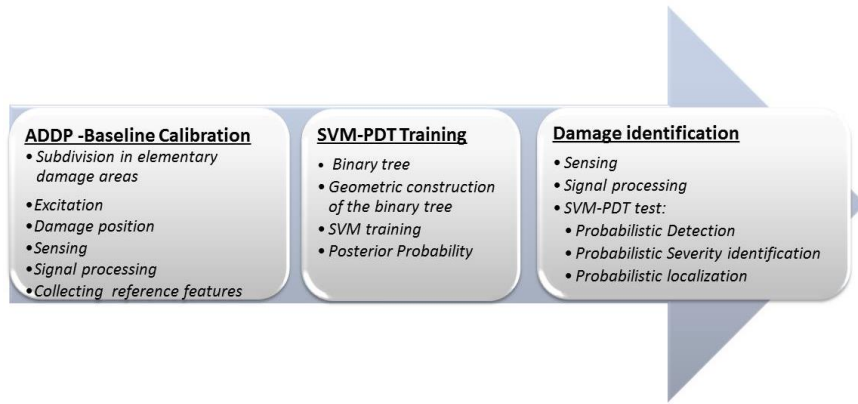 ADDP -Baseline Calibration
• Subdivision in elementary
damage areas
• Excitation
• Damage position
• Sensing
• Signal processing
• Collecting reference features
SVM-PDT Training
• Binary tree
• Geometric construction
of the binary tree
• SVM training
• Posterior Probability
Damage identification
• Sensing
• Signal processing
• SVM-PDT test:
• Probabilistic Detection
• Probabilistic Severity identification
• Probabilistic localization